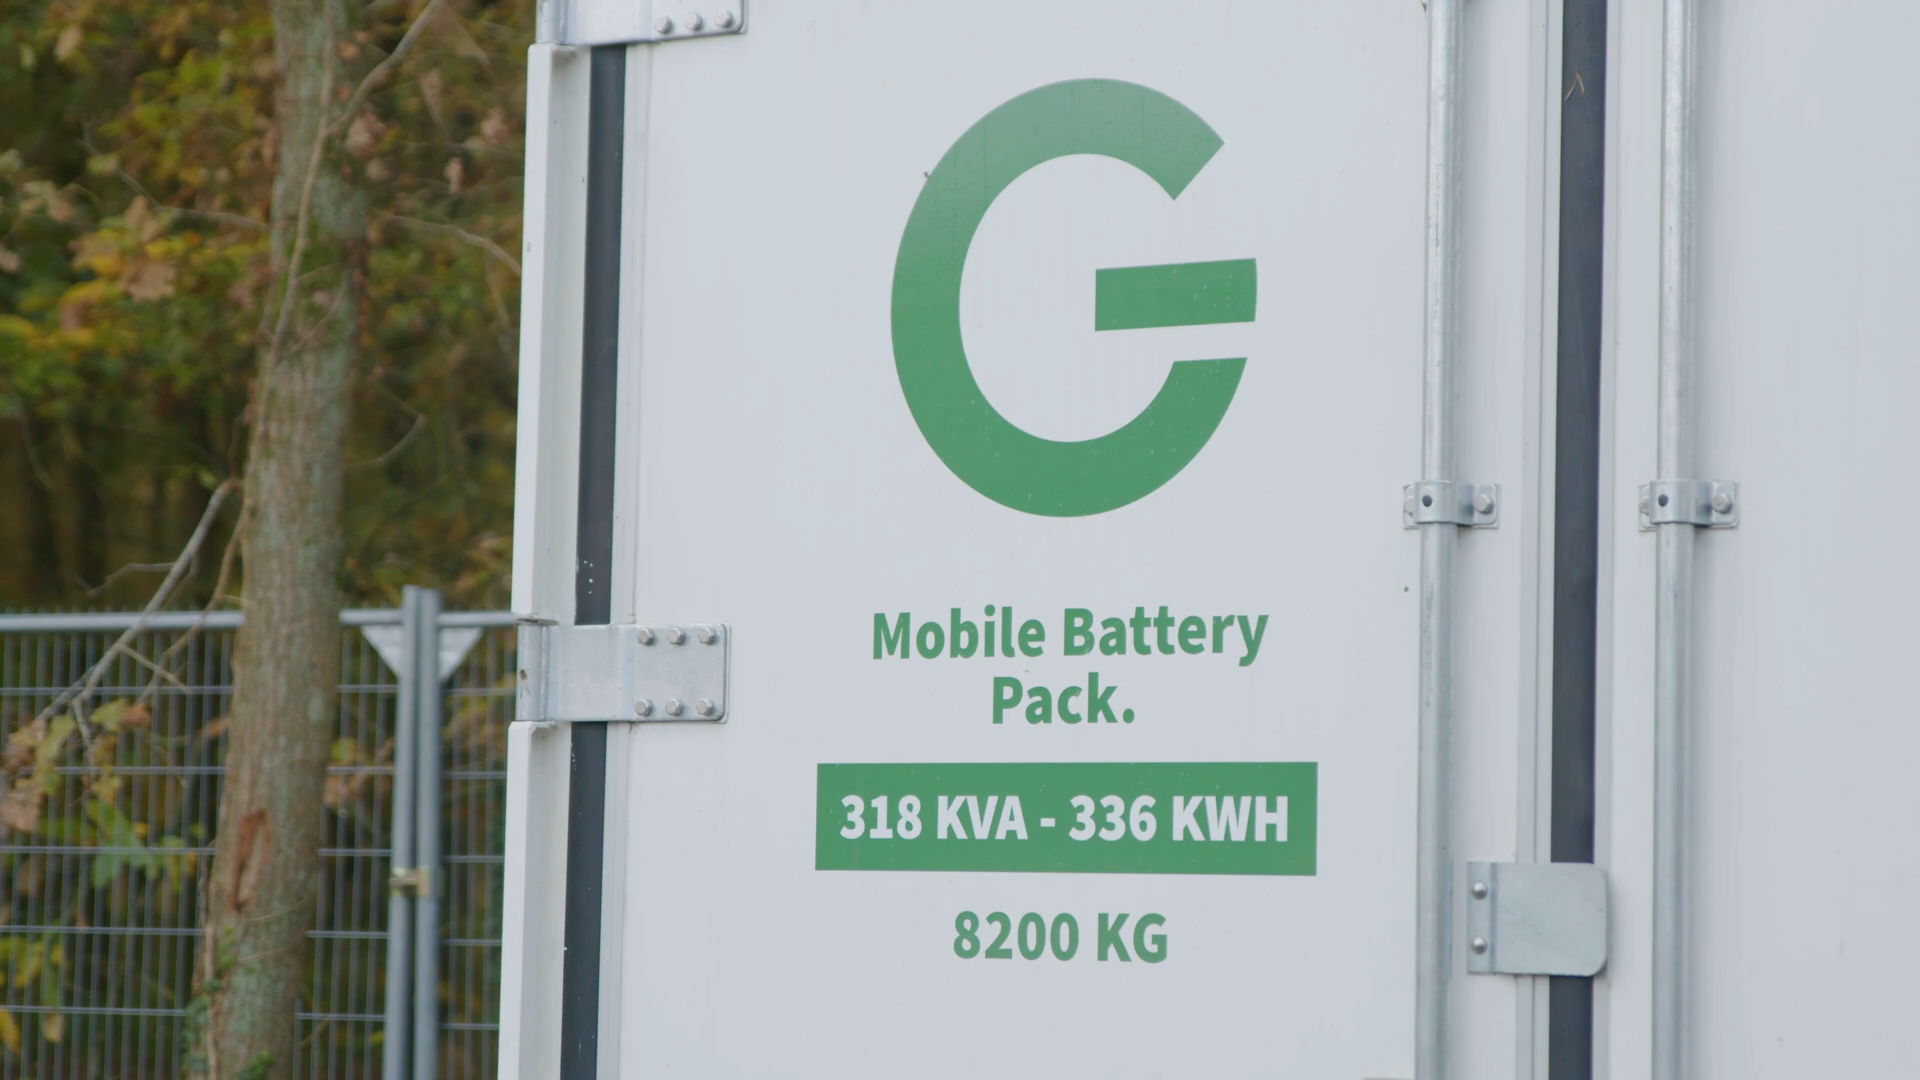 G
Mobile Battery
Pack.
318 KVA - 336 KWH
8200 KG